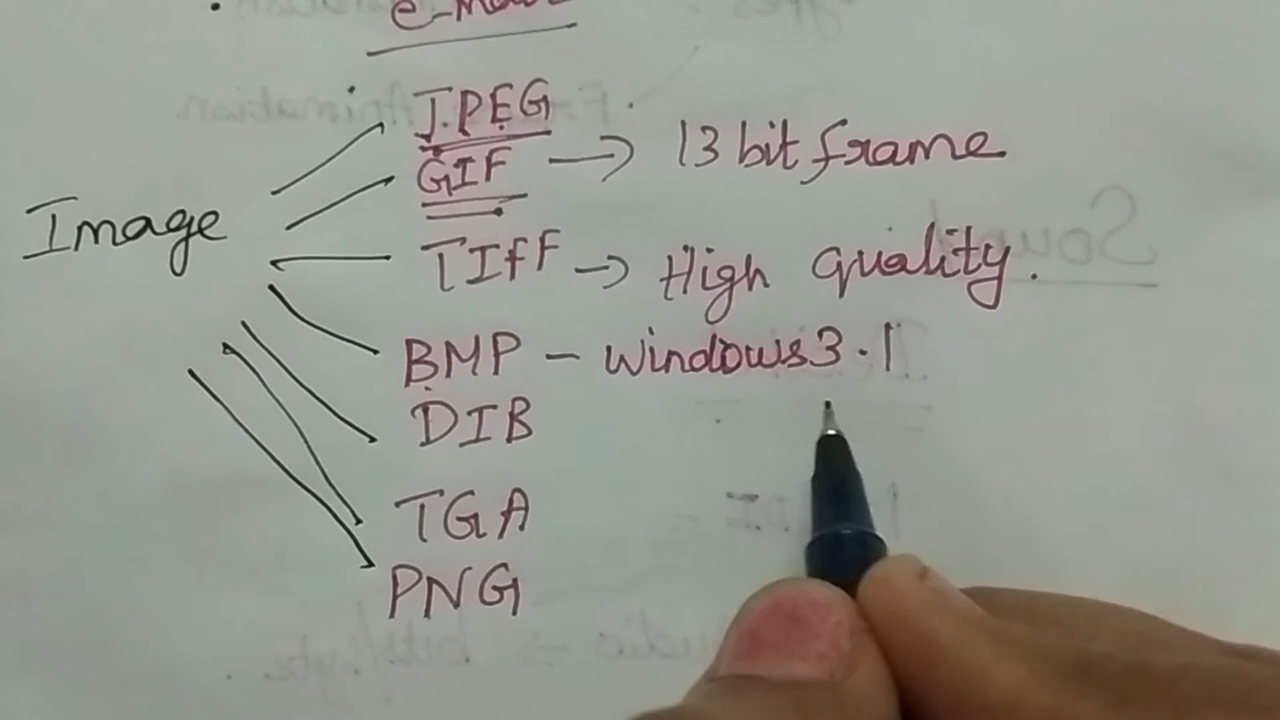 JPEG
GIF → 13 bit frame
Image
TIFF → High quality.
BMP - Windows3.1
DIB
TGA
PNG